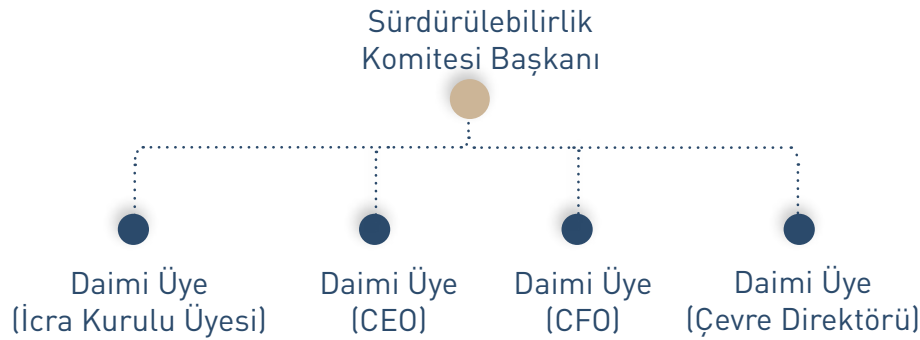 Sürdürülebilirlik
Komitesi Başkanı
Daimi Üye
(İcra Kurulu Üyesi)
Daimi Üye
(CEO)
Daimi Üye
(CFO)
Daimi Üye
(Çevre Direktörü)